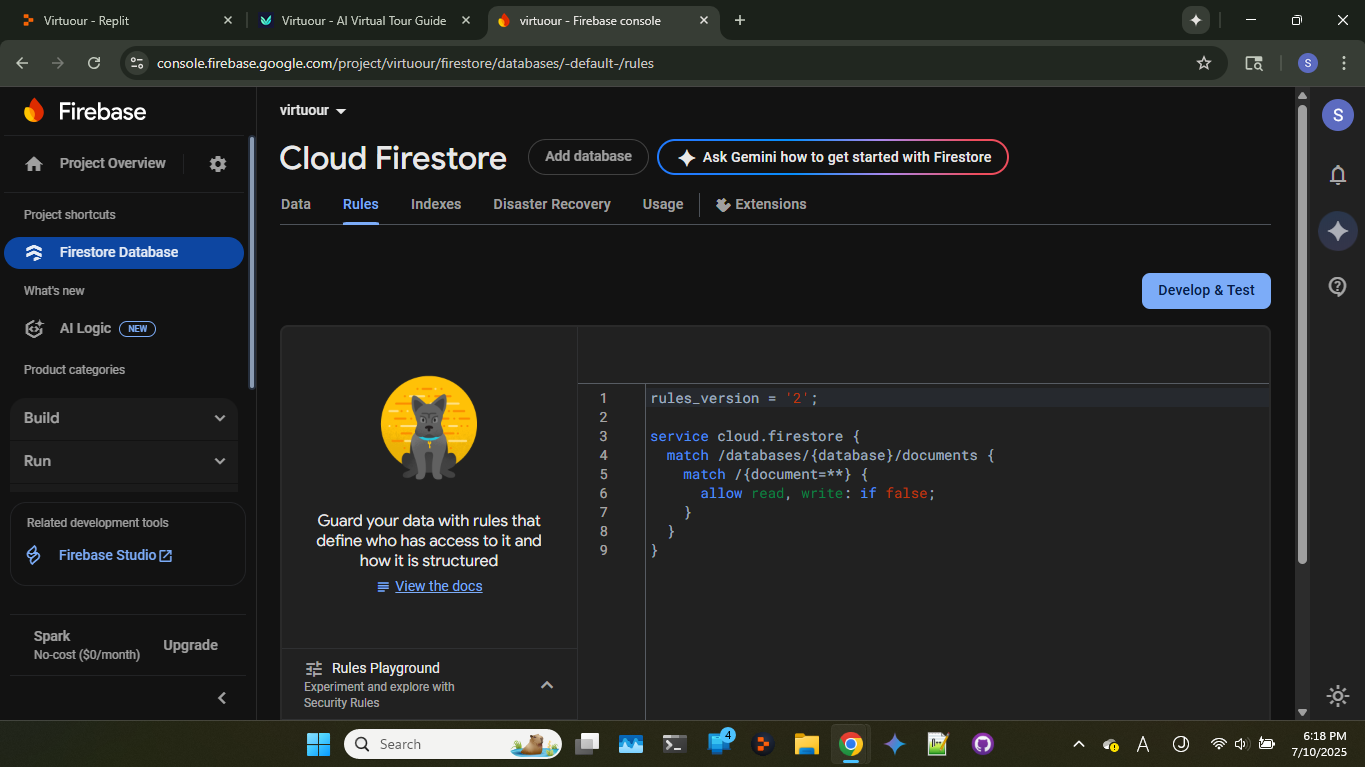 Virtuour - Replit
Virtuour - AI Virtual Tour Guide
virtuour - Firebase console
console.firebase.google.com/project/virtuour/firestore/databases/-default-/rules
S
Firebase
Project Overview
Project shortcuts
Firestore Database
What's new
AI Logic NEW
Product categories
Build
Run
Related development tools
Firebase Studio
Spark
No-cost ($0/month)
Upgrade
virtuour
Cloud Firestore
Add database
Ask Gemini how to get started with Firestore
Data Rules Indexes Disaster Recovery Usage Extensions
Develop & Test
Guard your data with rules that
define who has access to it and
how it is structured
View the docs
Rules Playground
Experiment and explore with
Security Rules
1 rules_version = '2';
2
3 service cloud.firestore {
4 match /databases/{database}/documents {
5 match /{document=**} {
6 allow read, write: if false;
7 }
8 }
9 }
S
Search
4
A
6:18 PM
7/10/2025